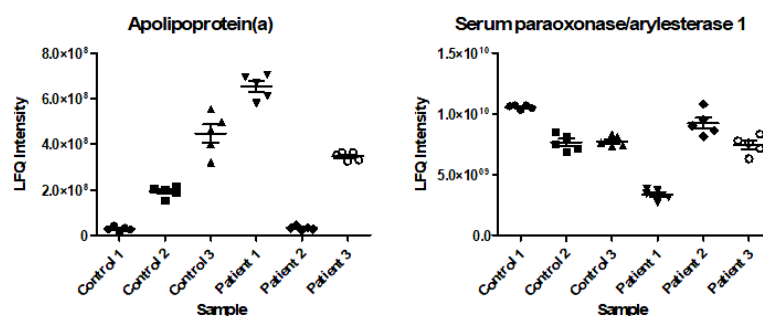 Apolipoprotein(a)
LFQ Intensity
8.0×10⁸
6.0×10⁸
4.0×10⁸
2.0×10⁸
0
Control 1
Control 2
Control 3
Patient 1
Patient 2
Patient 3
Sample
Serum paraoxonase/arylesterase 1
LFQ Intensity
1.5×10¹⁰
1.0×10¹⁰
5.0×10⁰⁹
0.0
Control 1
Control 2
Control 3
Patient 1
Patient 2
Patient 3
Sample